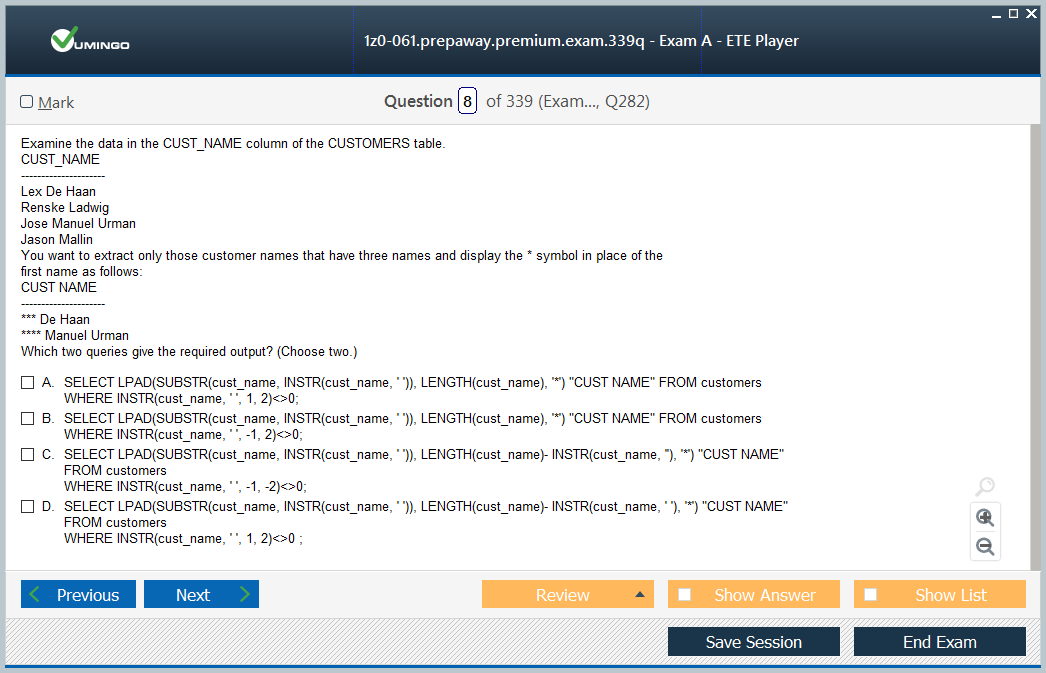 VUMINGO
1z0-061.prepaway.premium.exam.339q - Exam A - ETE Player
Mark
Question 8 of 339 (Exam..., Q282)
Examine the data in the CUST_NAME column of the CUSTOMERS table.
CUST_NAME
---------------------
Lex De Haan
Renske Ladwig
Jose Manuel Urman
Jason Mallin
You want to extract only those customer names that have three names and display the * symbol in place of the
first name as follows:
CUST NAME
---------------------
*** De Haan
**** Manuel Urman
Which two queries give the required output? (Choose two.)
A. SELECT LPAD(SUBSTR(cust_name, INSTR(cust_name, ' ')), LENGTH(cust_name), '*') "CUST NAME" FROM customers
WHERE INSTR(cust_name, ' ', 1, 2)<>0;
B. SELECT LPAD(SUBSTR(cust_name, INSTR(cust_name, ' ')), LENGTH(cust_name), '*') "CUST NAME" FROM customers
WHERE INSTR(cust_name, ' ', -1, 2)<>0;
C. SELECT LPAD(SUBSTR(cust_name, INSTR(cust_name, ' ')), LENGTH(cust_name)- INSTR(cust_name, ''), '*') "CUST NAME"
FROM customers
WHERE INSTR(cust_name, ' ', -1, -2)<>0;
D. SELECT LPAD(SUBSTR(cust_name, INSTR(cust_name, ' ')), LENGTH(cust_name)- INSTR(cust_name, ' '), '*') "CUST NAME"
FROM customers
WHERE INSTR(cust_name, ' ', 1, 2)<>0 ;
Previous Next Review Show Answer Show List
Save Session End Exam